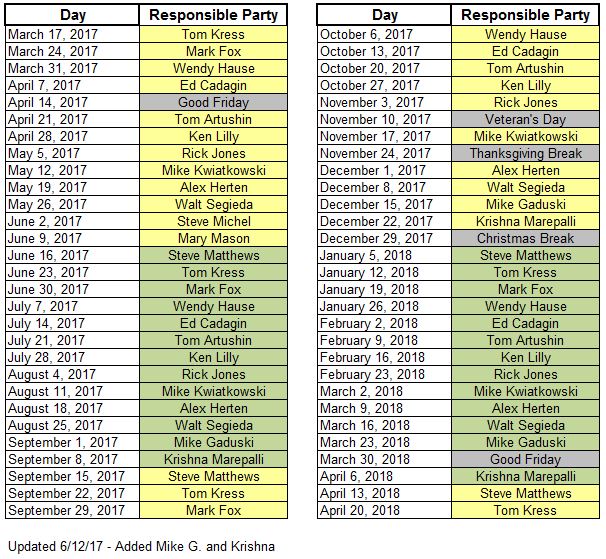 Day Responsible Party
March 17, 2017 Tom Kress
March 24, 2017 Mark Fox
March 31, 2017 Wendy Hause
April 7, 2017 Ed Cadagin
April 14, 2017 Good Friday
April 21, 2017 Tom Artushin
April 28, 2017 Ken Lilly
May 5, 2017 Rick Jones
May 12, 2017 Mike Kwiatkowski
May 19, 2017 Alex Herten
May 26, 2017 Walt Segieda
June 2, 2017 Steve Michel
June 9, 2017 Mary Mason
June 16, 2017 Steve Matthews
June 23, 2017 Tom Kress
June 30, 2017 Mark Fox
July 7, 2017 Wendy Hause
July 14, 2017 Ed Cadagin
July 21, 2017 Tom Artushin
July 28, 2017 Ken Lilly
August 4, 2017 Rick Jones
August 11, 2017 Mike Kwiatkowski
August 18, 2017 Alex Herten
August 25, 2017 Walt Segieda
September 1, 2017 Mike Gaduski
September 8, 2017 Krishna Marepalli
September 15, 2017 Steve Matthews
September 22, 2017 Tom Kress
September 29, 2017 Mark Fox
Day Responsible Party
October 6, 2017 Wendy Hause
October 13, 2017 Ed Cadagin
October 20, 2017 Tom Artushin
October 27, 2017 Ken Lilly
November 3, 2017 Rick Jones
November 10, 2017 Veteran's Day
November 17, 2017 Mike Kwiatkowski
November 24, 2017 Thanksgiving Break
December 1, 2017 Alex Herten
December 8, 2017 Walt Segieda
December 15, 2017 Mike Gaduski
December 22, 2017 Krishna Marepalli
December 29, 2017 Christmas Break
January 5, 2018 Steve Matthews
January 12, 2018 Tom Kress
January 19, 2018 Mark Fox
January 26, 2018 Wendy Hause
February 2, 2018 Ed Cadagin
February 9, 2018 Tom Artushin
February 16, 2018 Ken Lilly
February 23, 2018 Rick Jones
March 2, 2018 Mike Kwiatkowski
March 9, 2018 Alex Herten
March 16, 2018 Walt Segieda
March 23, 2018 Mike Gaduski
March 30, 2018 Good Friday
April 6, 2018 Krishna Marepalli
April 13, 2018 Steve Matthews
April 20, 2018 Tom Kress
Updated 6/12/17 - Added Mike G. and Krishna